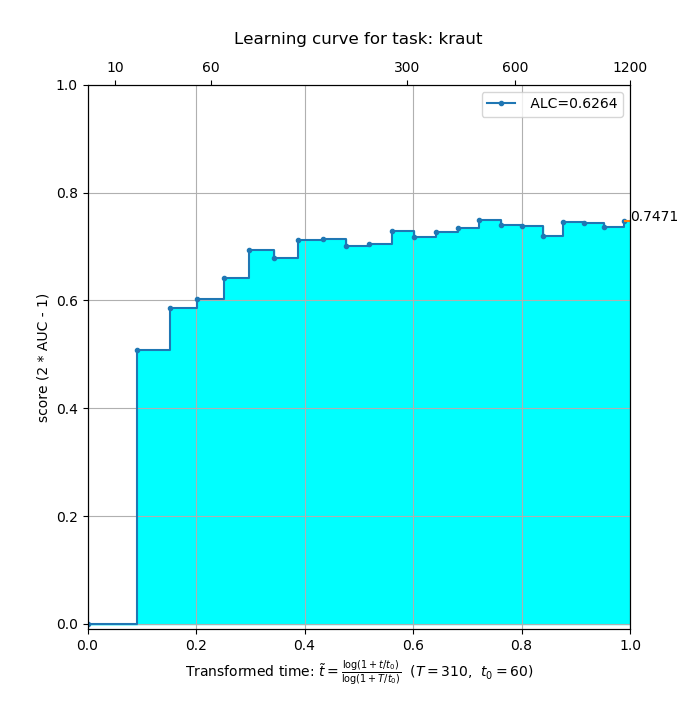 Learning curve for task: kraut
10 60 300 600 1200
1.0
ALC=0.6264
0.8
0.7471
0.6
score (2 * AUC - 1)
0.4
0.2
0.0
0.0 0.2 0.4 0.6 0.8 1.0
Transformed time: t̃ = log(1 + t/t₀) / log(1 + T/t₀) (T = 310, t₀ = 60)